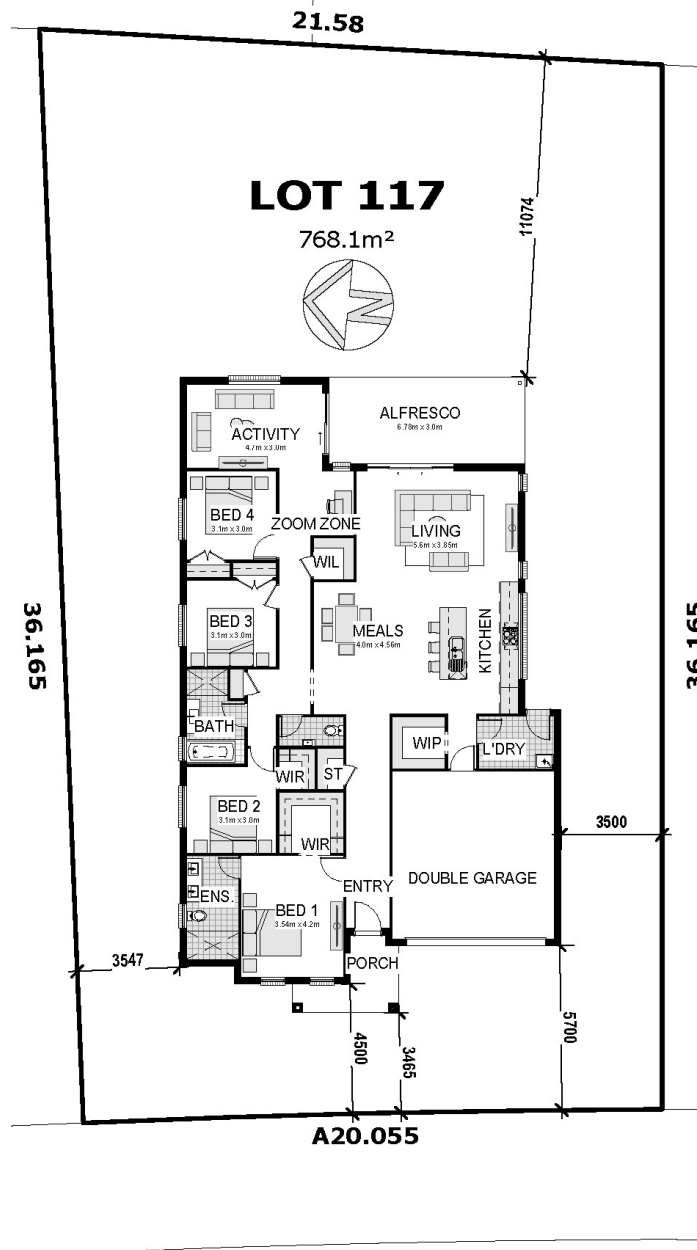 21.58
LOT 117
768.1m²
N
11074
ALFRESCO
6.78m x 3.0m
ACTIVITY
4.7m x 3.0m
BED 4
3.1m x 3.0m
ZOOM ZONE
LIVING
5.6m x 3.85m
WIL
36.165
BED 3
3.1m x 3.0m
MEALS
4.0m x 4.56m
KITCHEN
36.165
BATH
WIP
L'DRY
WIR
ST
BED 2
3.1m x 3.0m
WIR
3500
ENS.
ENTRY
DOUBLE GARAGE
BED 1
3.54m x 4.2m
3547
PORCH
4500
3465
5700
A20.055